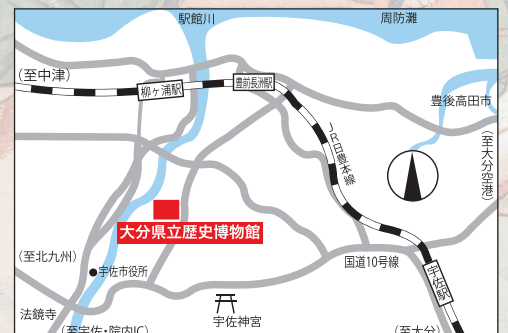 駅館川
周防灘
(至中津)
柳ヶ浦駅
豊前長洲駅
豊後高田市
JR日豊本線
(至大分空港)
大分県立歴史博物館
(至北九州)
宇佐市役所
国道10号線
宇佐駅
法鏡寺
宇佐神宮
(至宇佐・院内IC)
(至大分)